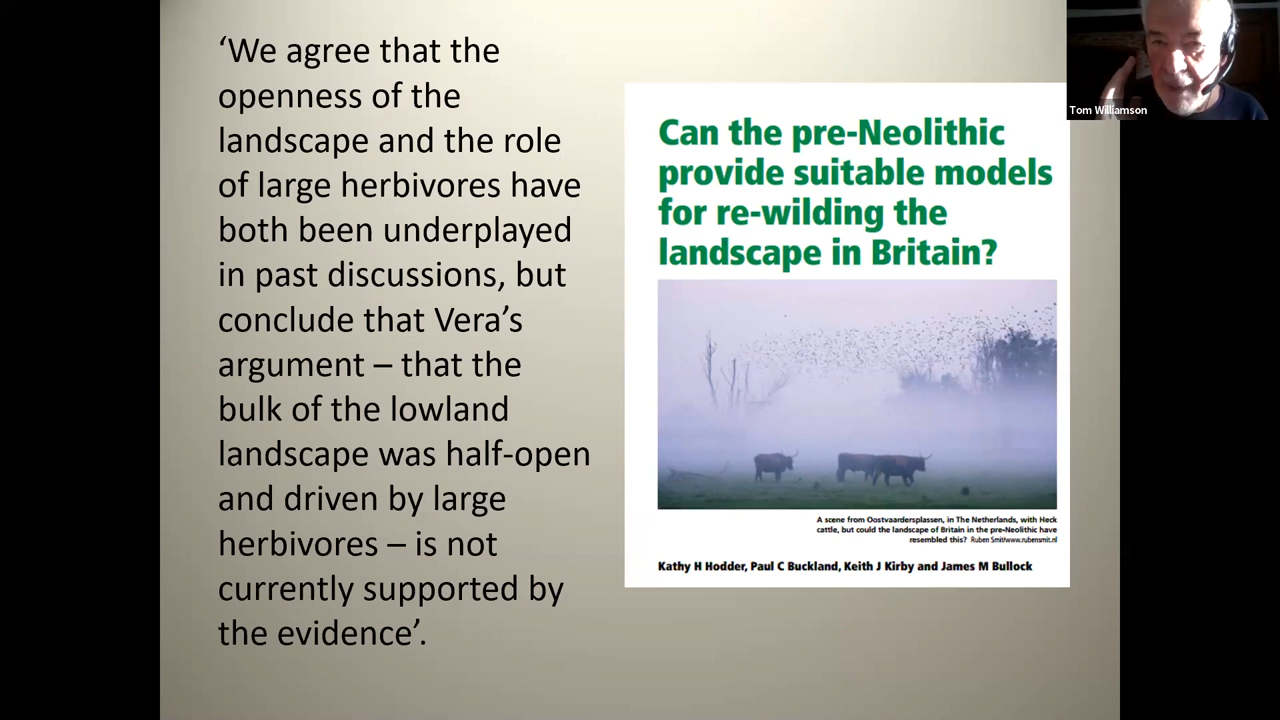 ‘We agree that the
openness of the
landscape and the role
of large herbivores have
both been underplayed
in past discussions, but
conclude that Vera’s
argument – that the
bulk of the lowland
landscape was half-open
and driven by large
herbivores – is not
currently supported by
the evidence’.
Can the pre-Neolithic
provide suitable models
for re-wilding the
landscape in Britain?
A scene from Oostvaardersplassen, in The Netherlands, with Heck
cattle, but could the landscape of Britain in the pre-Neolithic have
resembled this? Ruben Smit/www.rubensmit.nl
Kathy H Hodder, Paul C Buckland, Keith J Kirby and James M Bullock
Tom Williamson